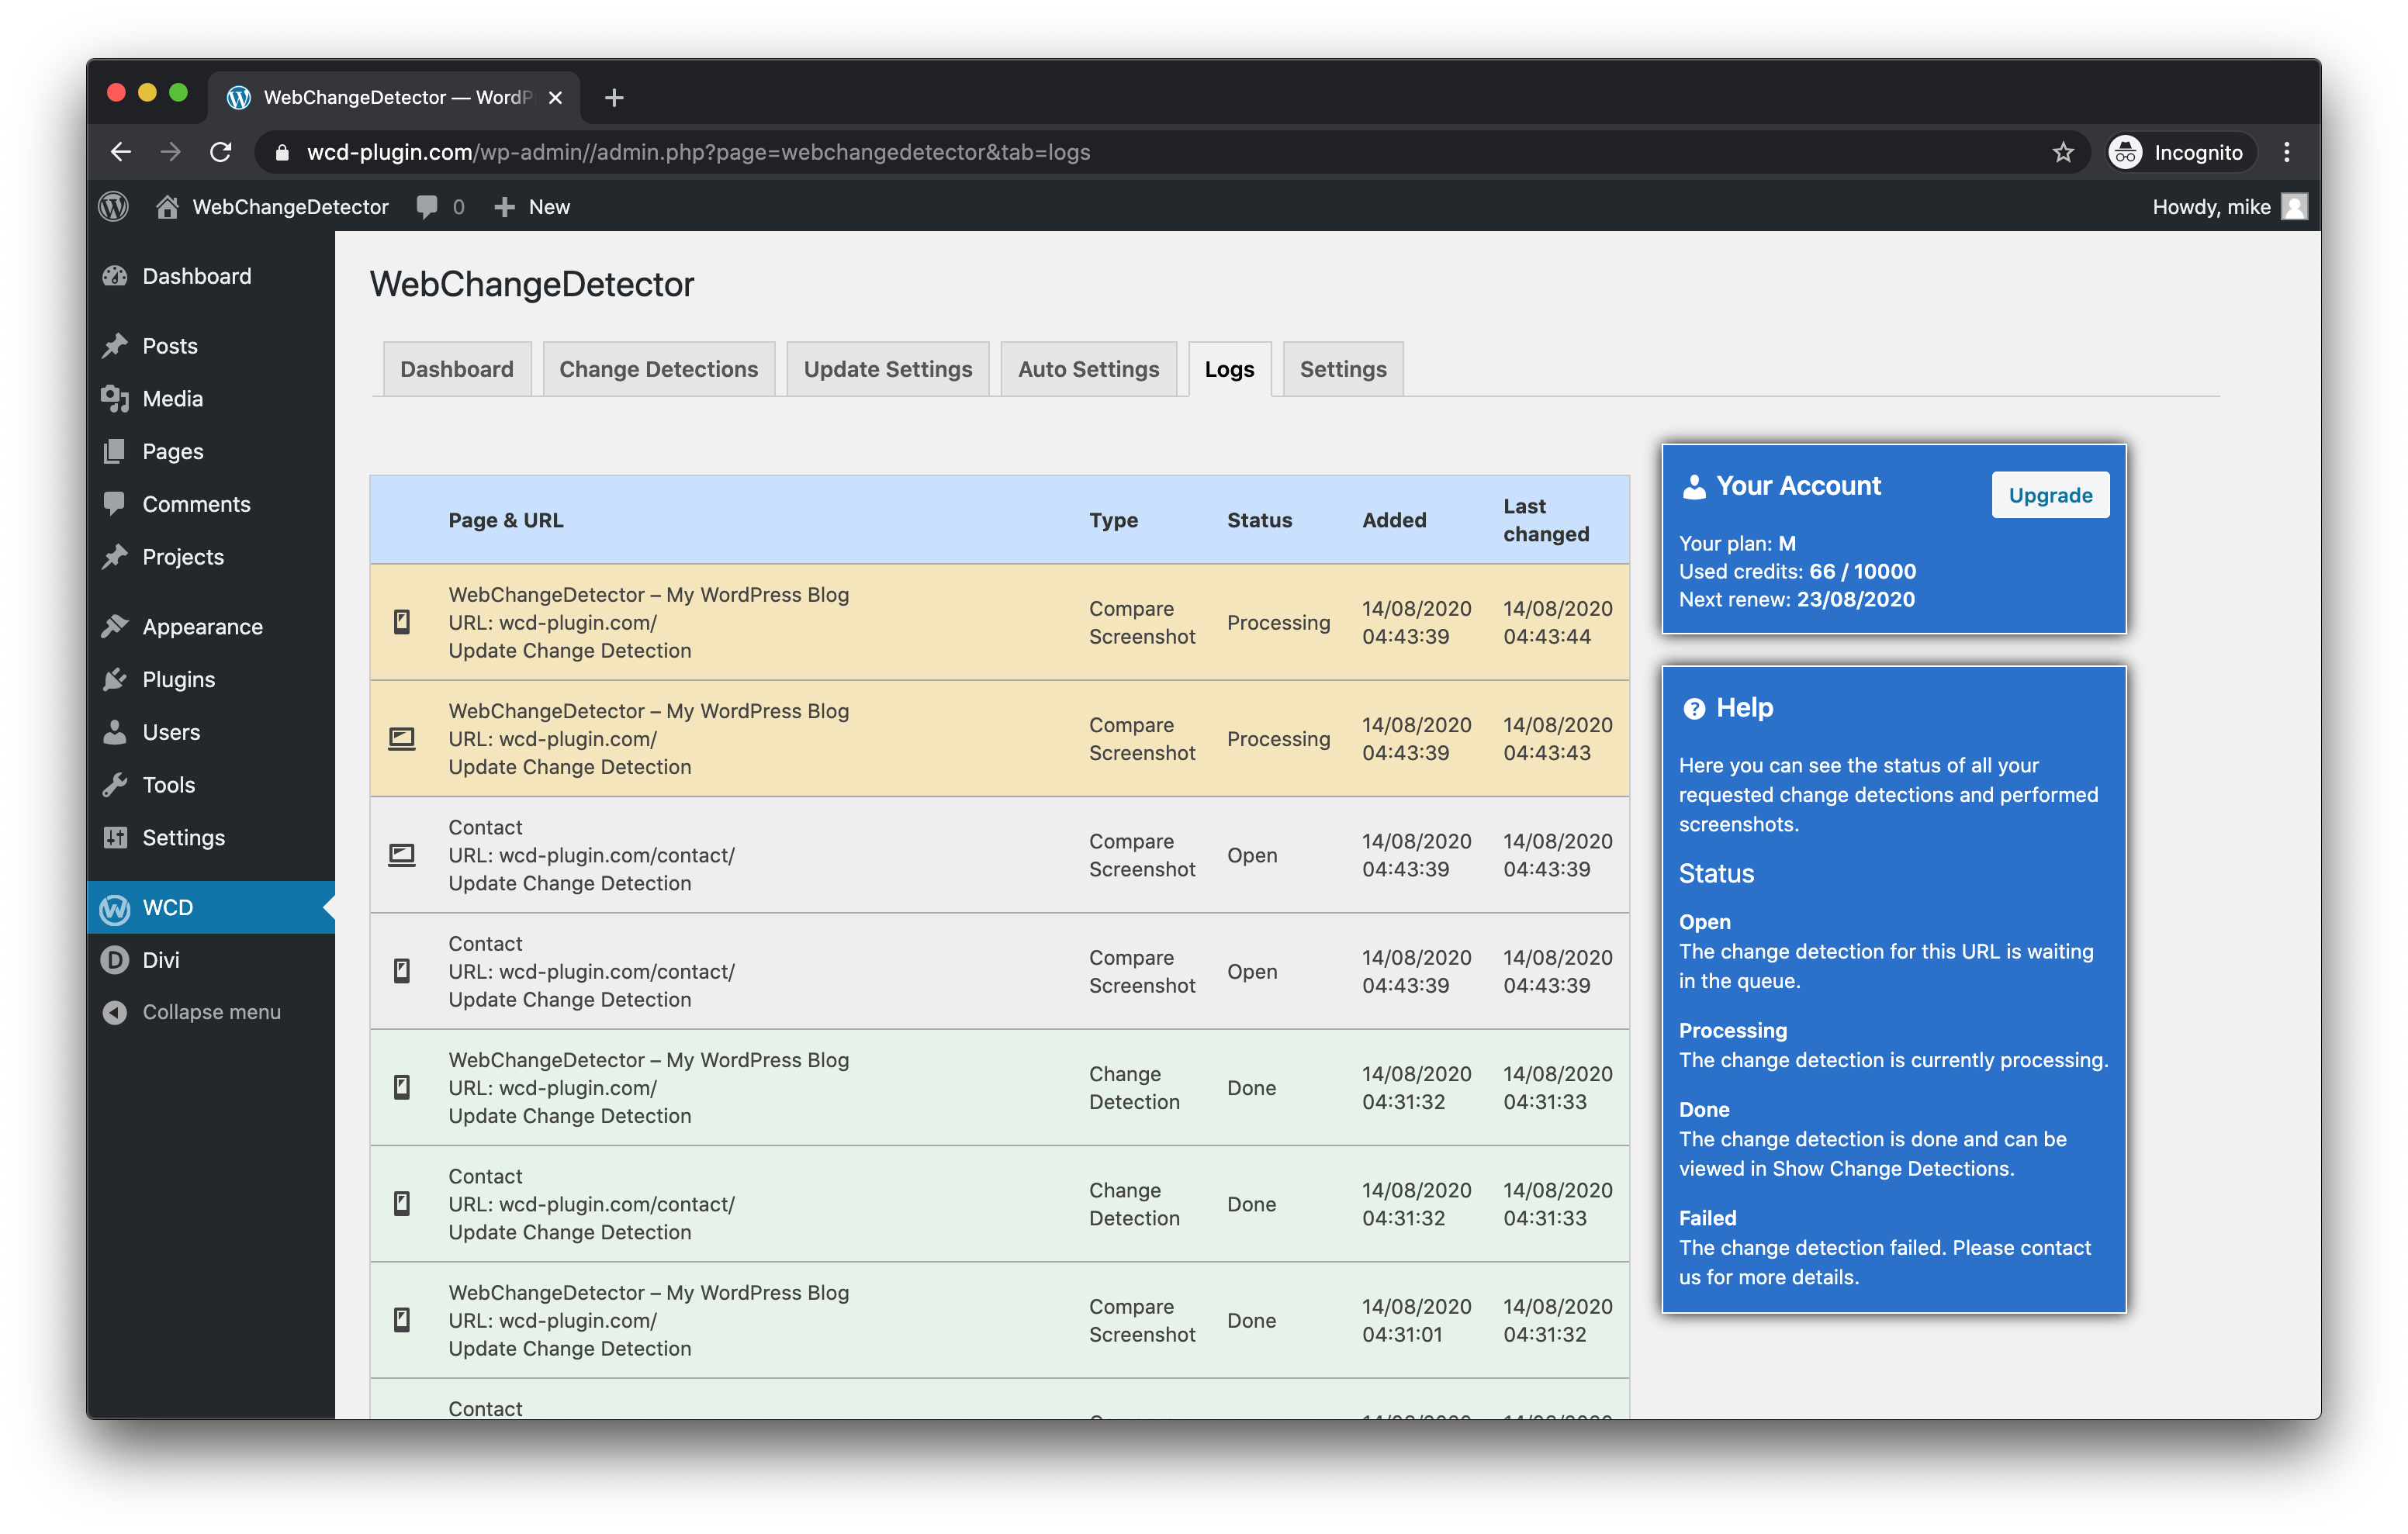 WebChangeDetector — WordP
wcd-plugin.com/wp-admin//admin.php?page=webchangedetector&tab=logs
Incognito
WebChangeDetector
0
New
Howdy, mike
Dashboard
Posts
Media
Pages
Comments
Projects
Appearance
Plugins
Users
Tools
Settings
WCD
Divi
Collapse menu
WebChangeDetector
Dashboard
Change Detections
Update Settings
Auto Settings
Logs
Settings
Page & URL
Type
Status
Added
Last
changed
WebChangeDetector – My WordPress Blog
URL: wcd-plugin.com/
Update Change Detection
Compare
Screenshot
Processing
14/08/2020
04:43:39
14/08/2020
04:43:44
WebChangeDetector – My WordPress Blog
URL: wcd-plugin.com/
Update Change Detection
Compare
Screenshot
Processing
14/08/2020
04:43:39
14/08/2020
04:43:43
Contact
URL: wcd-plugin.com/contact/
Update Change Detection
Compare
Screenshot
Open
14/08/2020
04:43:39
14/08/2020
04:43:39
Contact
URL: wcd-plugin.com/contact/
Update Change Detection
Compare
Screenshot
Open
14/08/2020
04:43:39
14/08/2020
04:43:39
WebChangeDetector – My WordPress Blog
URL: wcd-plugin.com/
Update Change Detection
Change
Detection
Done
14/08/2020
04:31:32
14/08/2020
04:31:33
Contact
URL: wcd-plugin.com/contact/
Update Change Detection
Change
Detection
Done
14/08/2020
04:31:32
14/08/2020
04:31:33
WebChangeDetector – My WordPress Blog
URL: wcd-plugin.com/
Update Change Detection
Compare
Screenshot
Done
14/08/2020
04:31:01
14/08/2020
04:31:32
Contact
Your Account
Upgrade
Your plan: M
Used credits: 66 / 10000
Next renew: 23/08/2020
Help
Here you can see the status of all your
requested change detections and performed
screenshots.
Status
Open
The change detection for this URL is waiting
in the queue.
Processing
The change detection is currently processing.
Done
The change detection is done and can be
viewed in Show Change Detections.
Failed
The change detection failed. Please contact
us for more details.